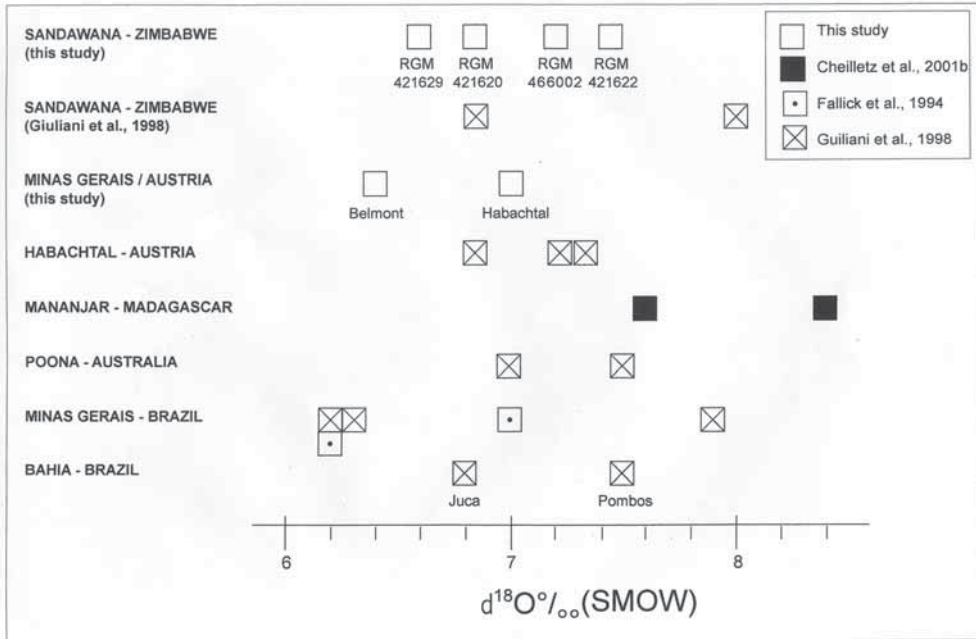 SANDAWANA - ZIMBABWE
(this study)
RGM 421629
RGM 421620
RGM 466002
RGM 421622
This study
Cheilletz et al., 2001b
Fallick et al., 1994
Guiliani et al., 1998
SANDAWANA - ZIMBABWE
(Giuliani et al., 1998)
MINAS GERAIS / AUSTRIA
(this study)
Belmont
Habachtal
HABACHTAL - AUSTRIA
MANANJAR - MADAGASCAR
POONA - AUSTRALIA
MINAS GERAIS - BRAZIL
BAHIA - BRAZIL
Juca
Pombos
6
7
8
d¹⁸O°/₀₀(SMOW)